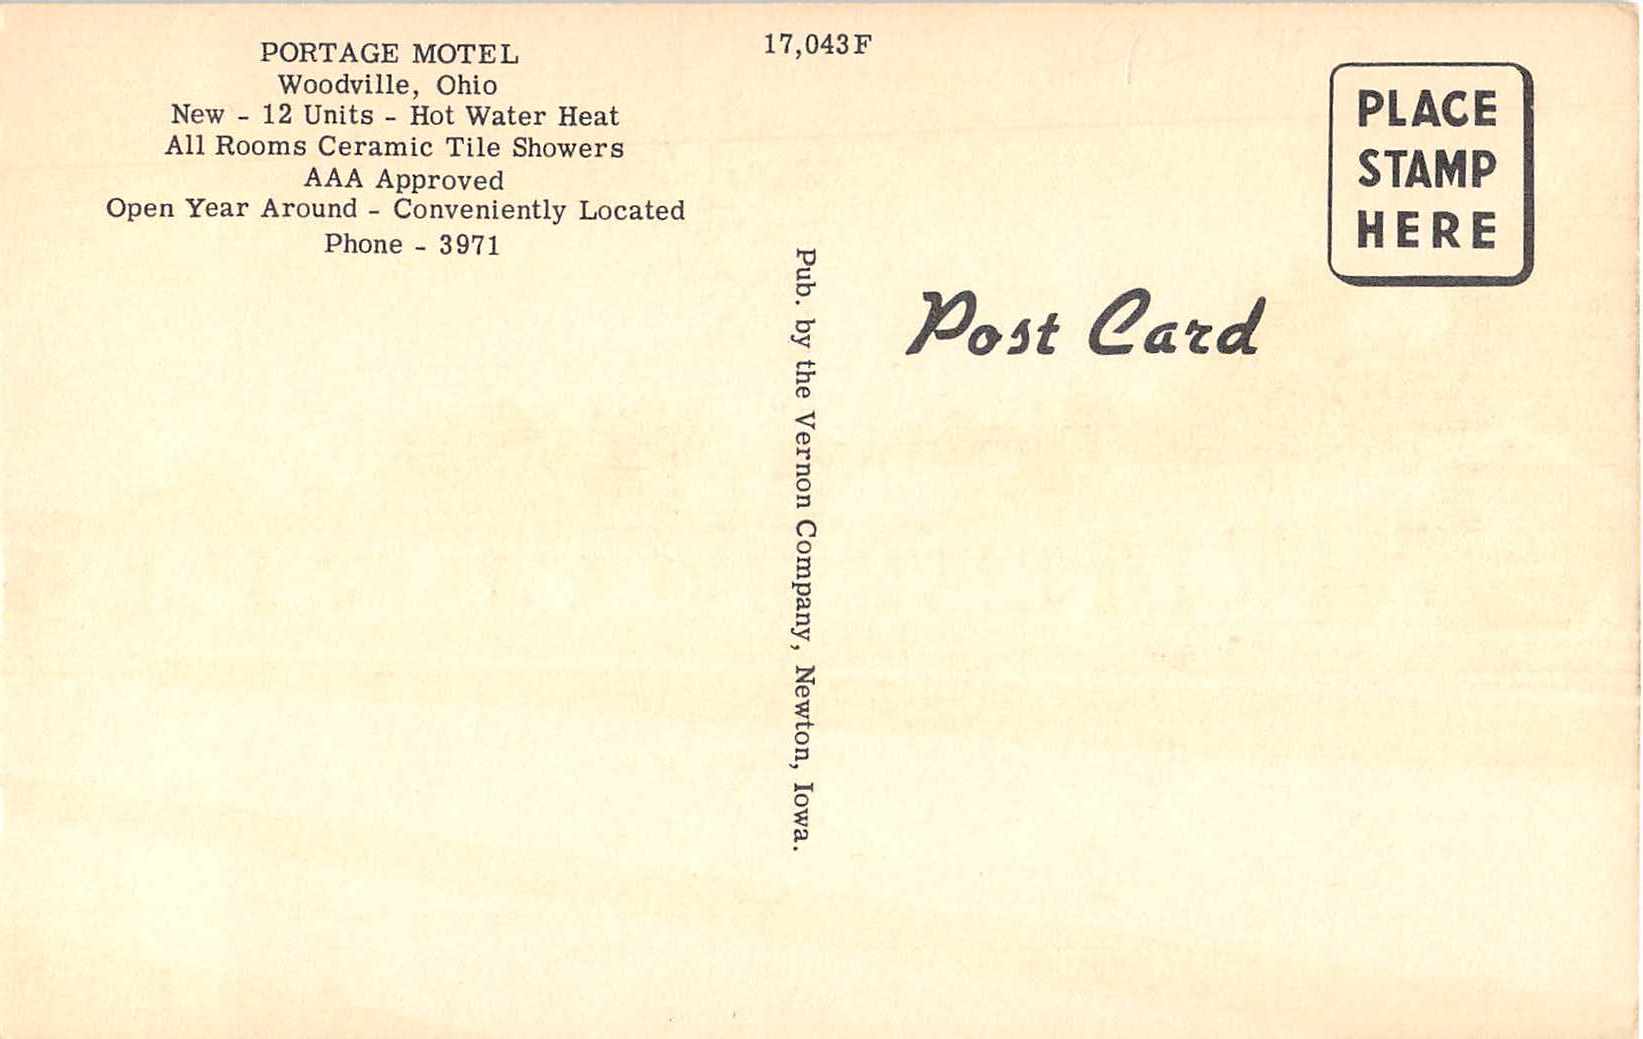 PORTAGE MOTEL
Woodville, Ohio
New - 12 Units - Hot Water Heat
All Rooms Ceramic Tile Showers
AAA Approved
Open Year Around - Conveniently Located
Phone - 3971
17,043F
Pub. by the Vernon Company, Newton, Iowa.
PLACE
STAMP
HERE
Post Card